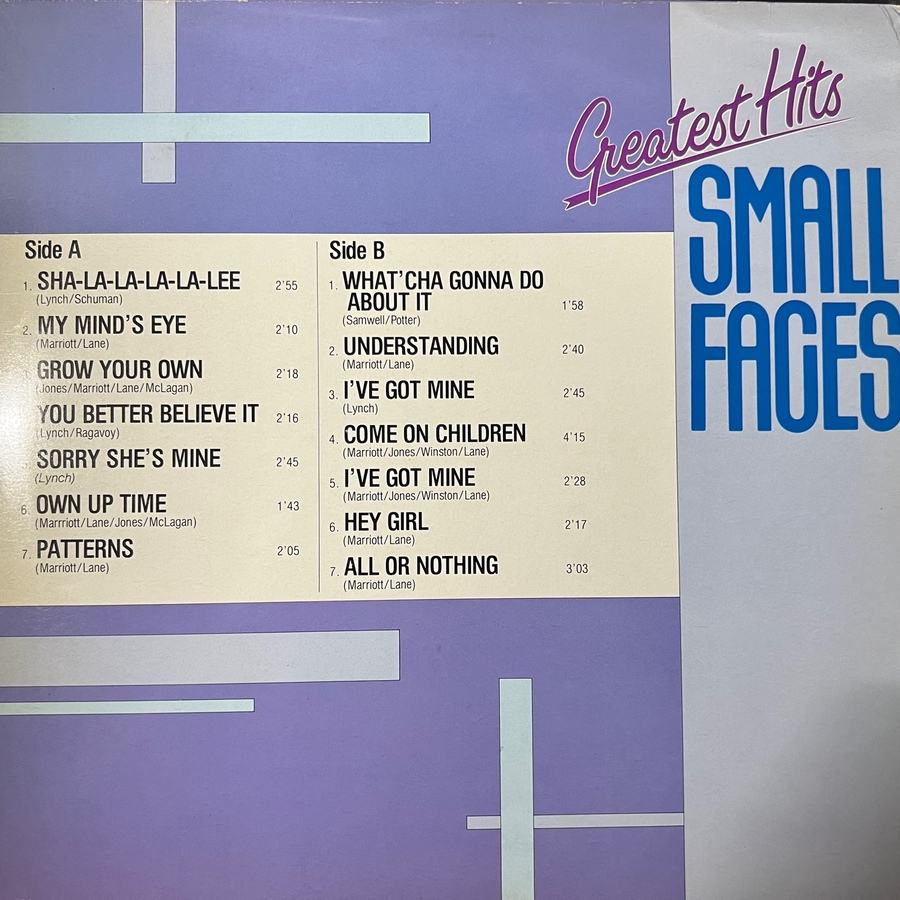 Greatest Hits
SMALL
FACES
Side A
1. SHA-LA-LA-LA-LA-LEE 2'55
(Lynch/Schuman)
2. MY MIND'S EYE 2'10
(Marriott/Lane)
GROW YOUR OWN 2'18
(Jones/Marriott/Lane/McLagan)
YOU BETTER BELIEVE IT 2'16
(Lynch/Ragavoy)
SORRY SHE'S MINE 2'45
(Lynch)
6. OWN UP TIME 1'43
(Marrriott/Lane/Jones/McLagan)
7. PATTERNS 2'05
(Marriott/Lane)
Side B
1. WHAT'CHA GONNA DO
ABOUT IT 1'58
(Samwell/Potter)
2. UNDERSTANDING 2'40
(Marriott/Lane)
3. I'VE GOT MINE 2'45
(Lynch)
4. COME ON CHILDREN 4'15
(Marriott/Jones/Winston/Lane)
5. I'VE GOT MINE 2'28
(Marriott/Jones/Winston/Lane)
6. HEY GIRL 2'17
(Marriott/Lane)
7. ALL OR NOTHING 3'03
(Marriott/Lane)